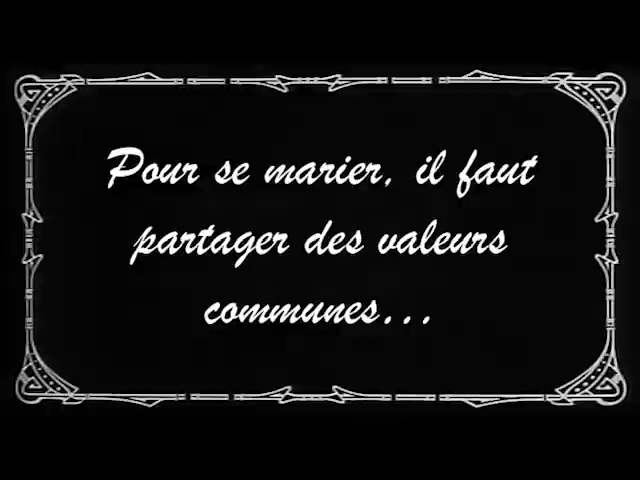 Pour se marier, il faut
partager des valeurs
communes...